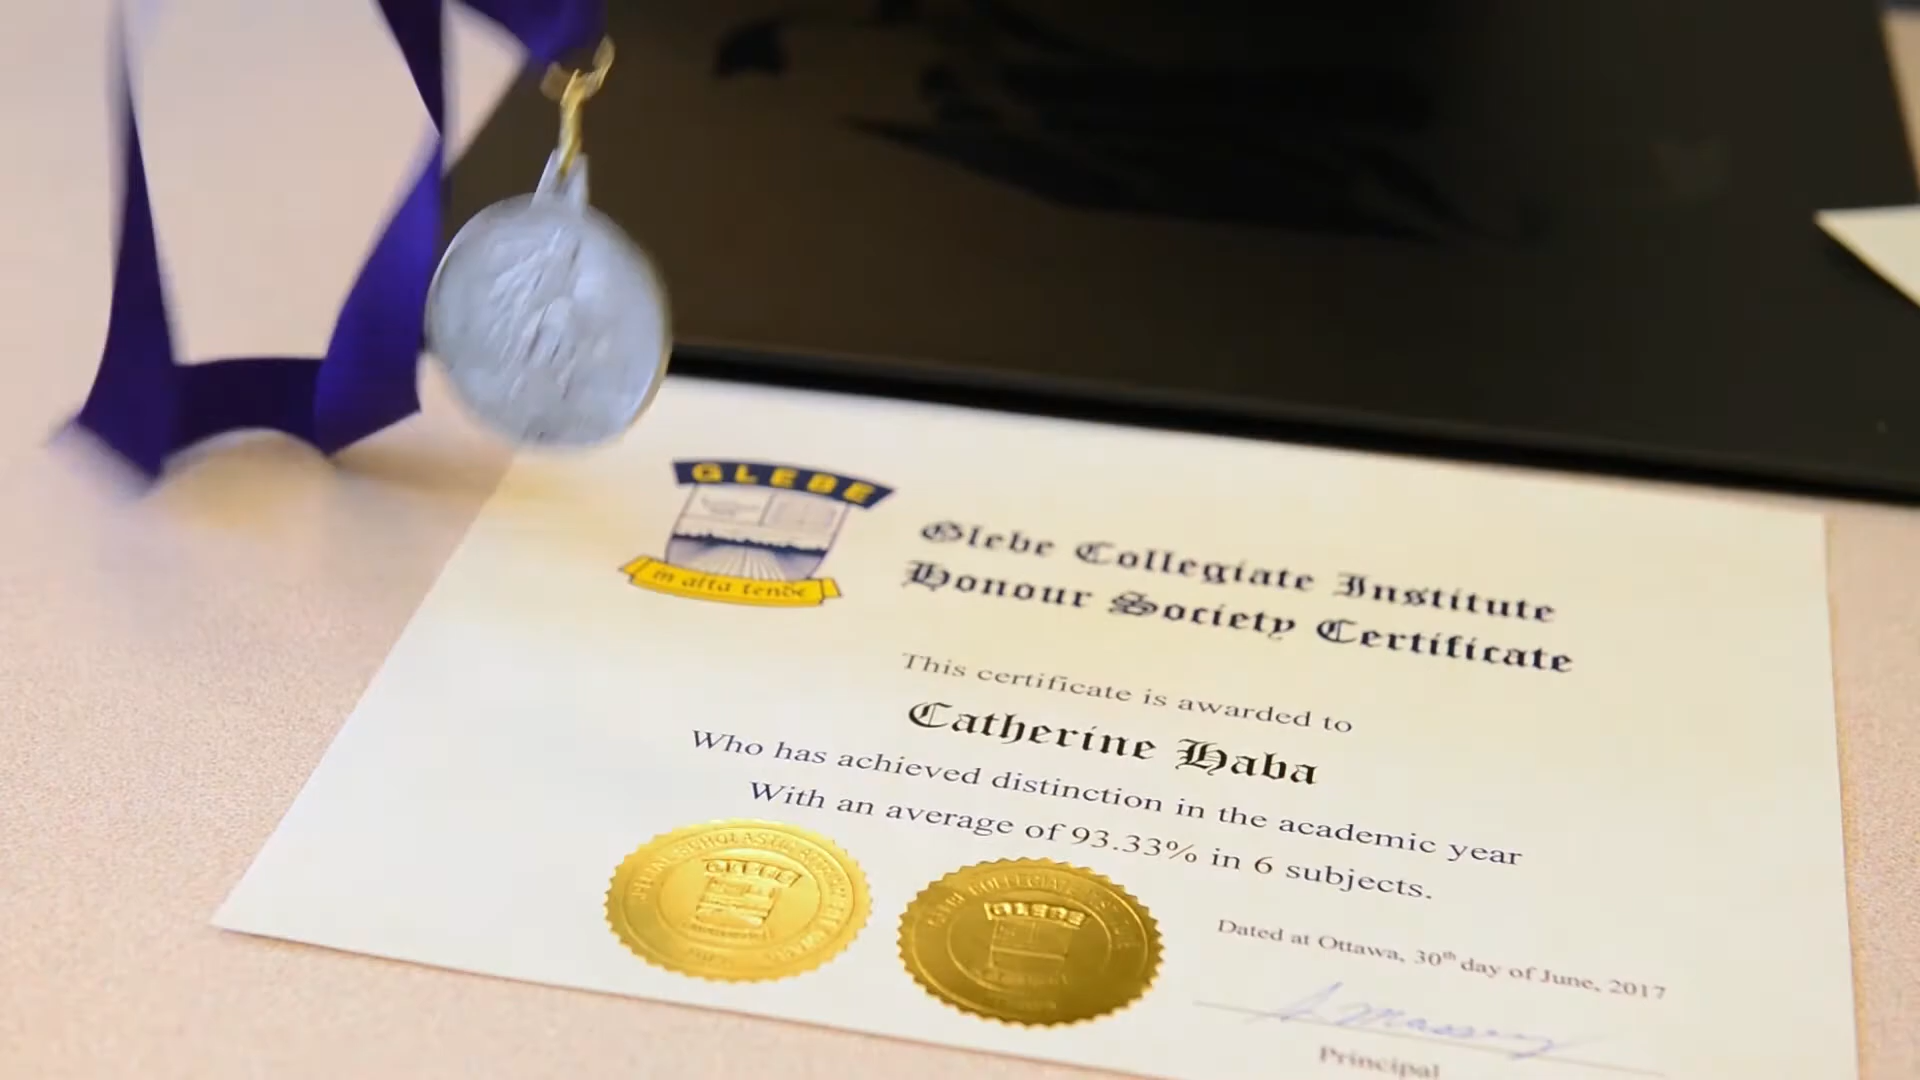 GLEBE
in alta tende
Glebe Collegiate Institute
Honour Society Certificate
This certificate is awarded to
Catherine Haba
Who has achieved distinction in the academic year
With an average of 93.33% in 6 subjects.
GLEBE
GLEBE
Dated at Ottawa, 30th day of June, 2017
Principal